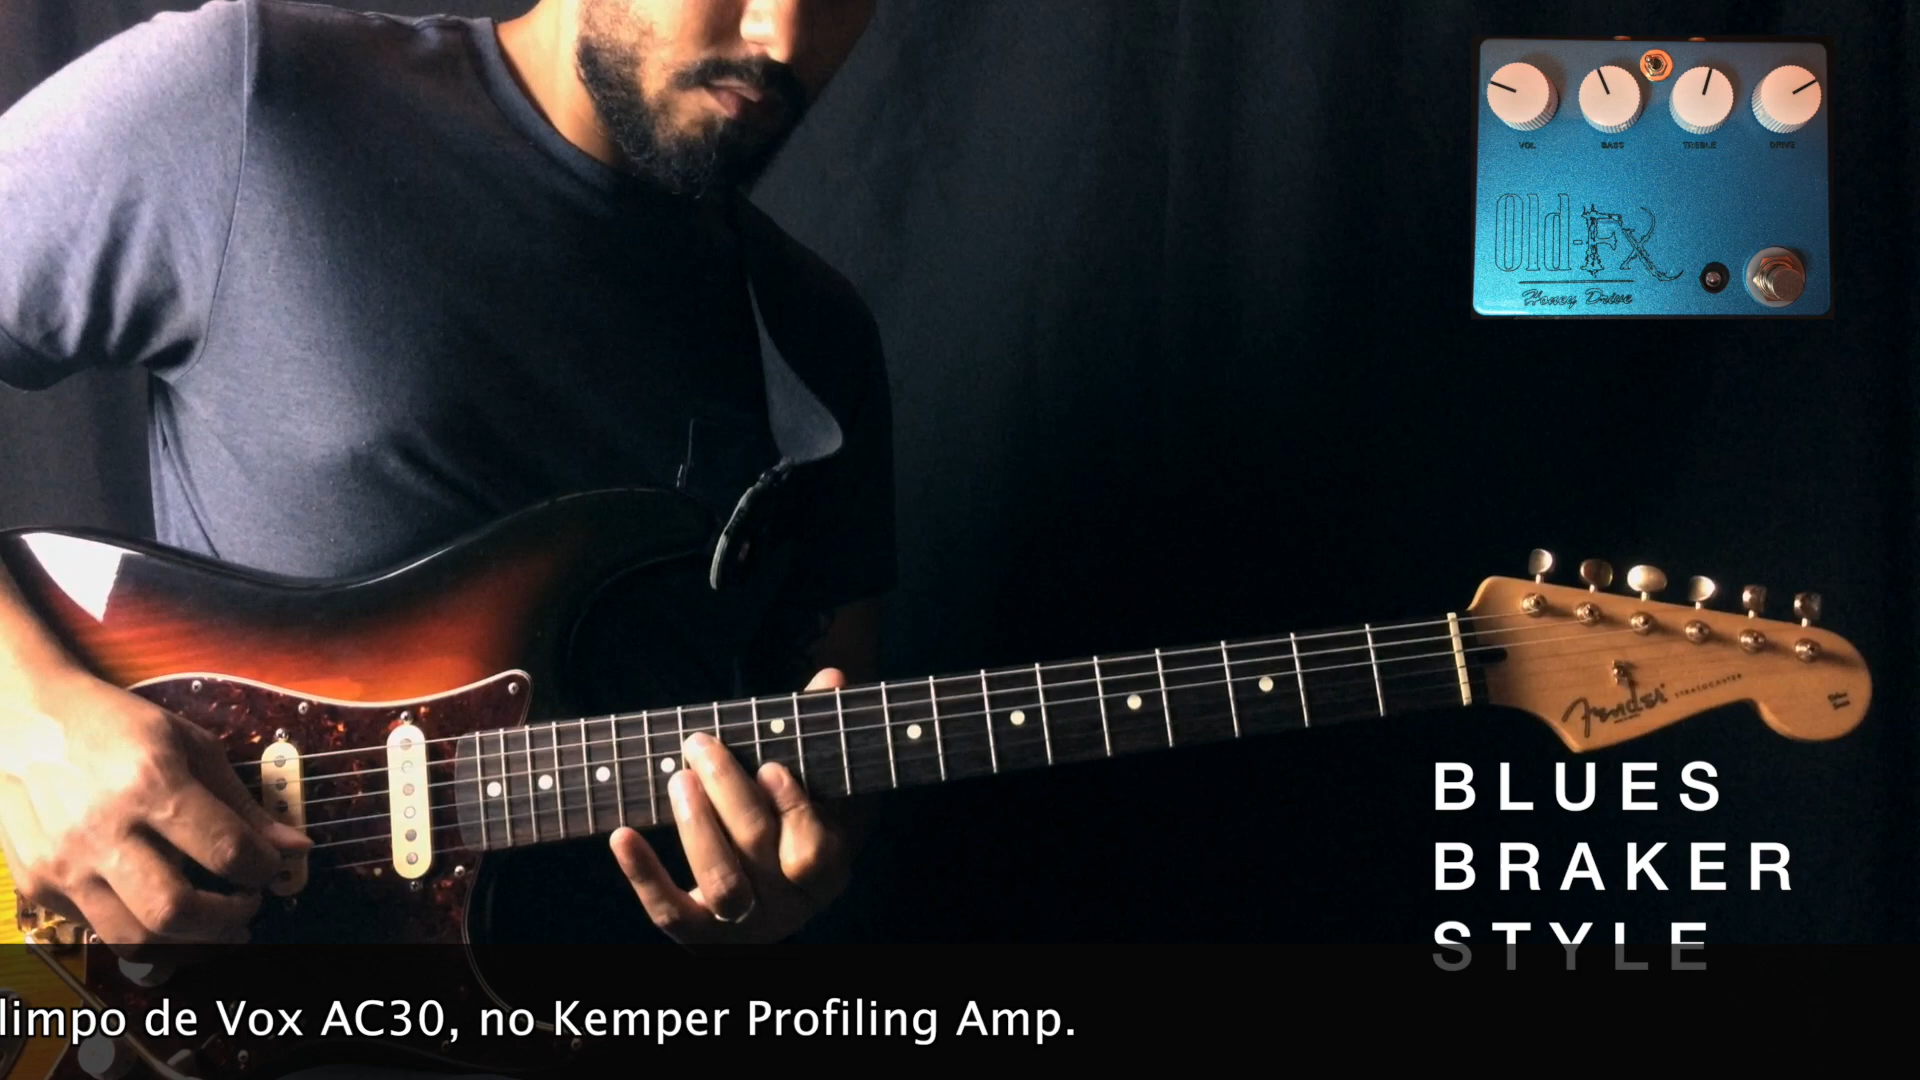 VOL BASS TREBLE DRIVE
Old-Fx
Honey Drive
Fender STRATOCASTER
BLUES
BRAKER
STYLE
limpo de Vox AC30, no Kemper Profiling Amp.